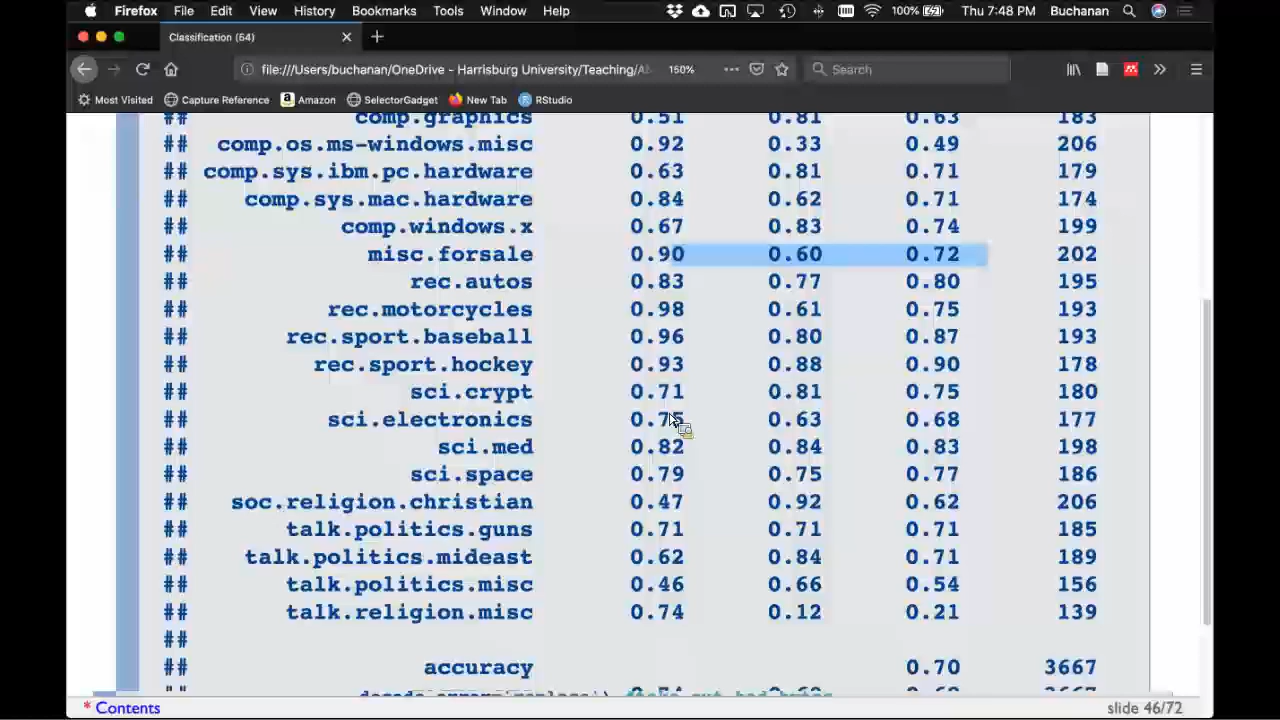 Firefox File Edit View History Bookmarks Tools Window Help 100% Thu 7:48 PM Buchanan
Classification (54)
file:///Users/buchanan/OneDrive - Harrisburg University/Teaching/ 150% Search
Most Visited Capture Reference Amazon SelectorGadget New Tab RStudio
## comp.graphics 0.51 0.81 0.63 183
## comp.os.ms-windows.misc 0.92 0.33 0.49 206
## comp.sys.ibm.pc.hardware 0.63 0.81 0.71 179
## comp.sys.mac.hardware 0.84 0.62 0.71 174
## comp.windows.x 0.67 0.83 0.74 199
## misc.forsale 0.90 0.60 0.72 202
## rec.autos 0.83 0.77 0.80 195
## rec.motorcycles 0.98 0.61 0.75 193
## rec.sport.baseball 0.96 0.80 0.87 193
## rec.sport.hockey 0.93 0.88 0.90 178
## sci.crypt 0.71 0.81 0.75 180
## sci.electronics 0.75 0.63 0.68 177
## sci.med 0.82 0.84 0.83 198
## sci.space 0.79 0.75 0.77 186
## soc.religion.christian 0.47 0.92 0.62 206
## talk.politics.guns 0.71 0.71 0.71 185
## talk.politics.mideast 0.62 0.84 0.71 189
## talk.politics.misc 0.46 0.66 0.54 156
## talk.religion.misc 0.74 0.12 0.21 139
##
## accuracy 0.70 3667
* Contents slide 46/72